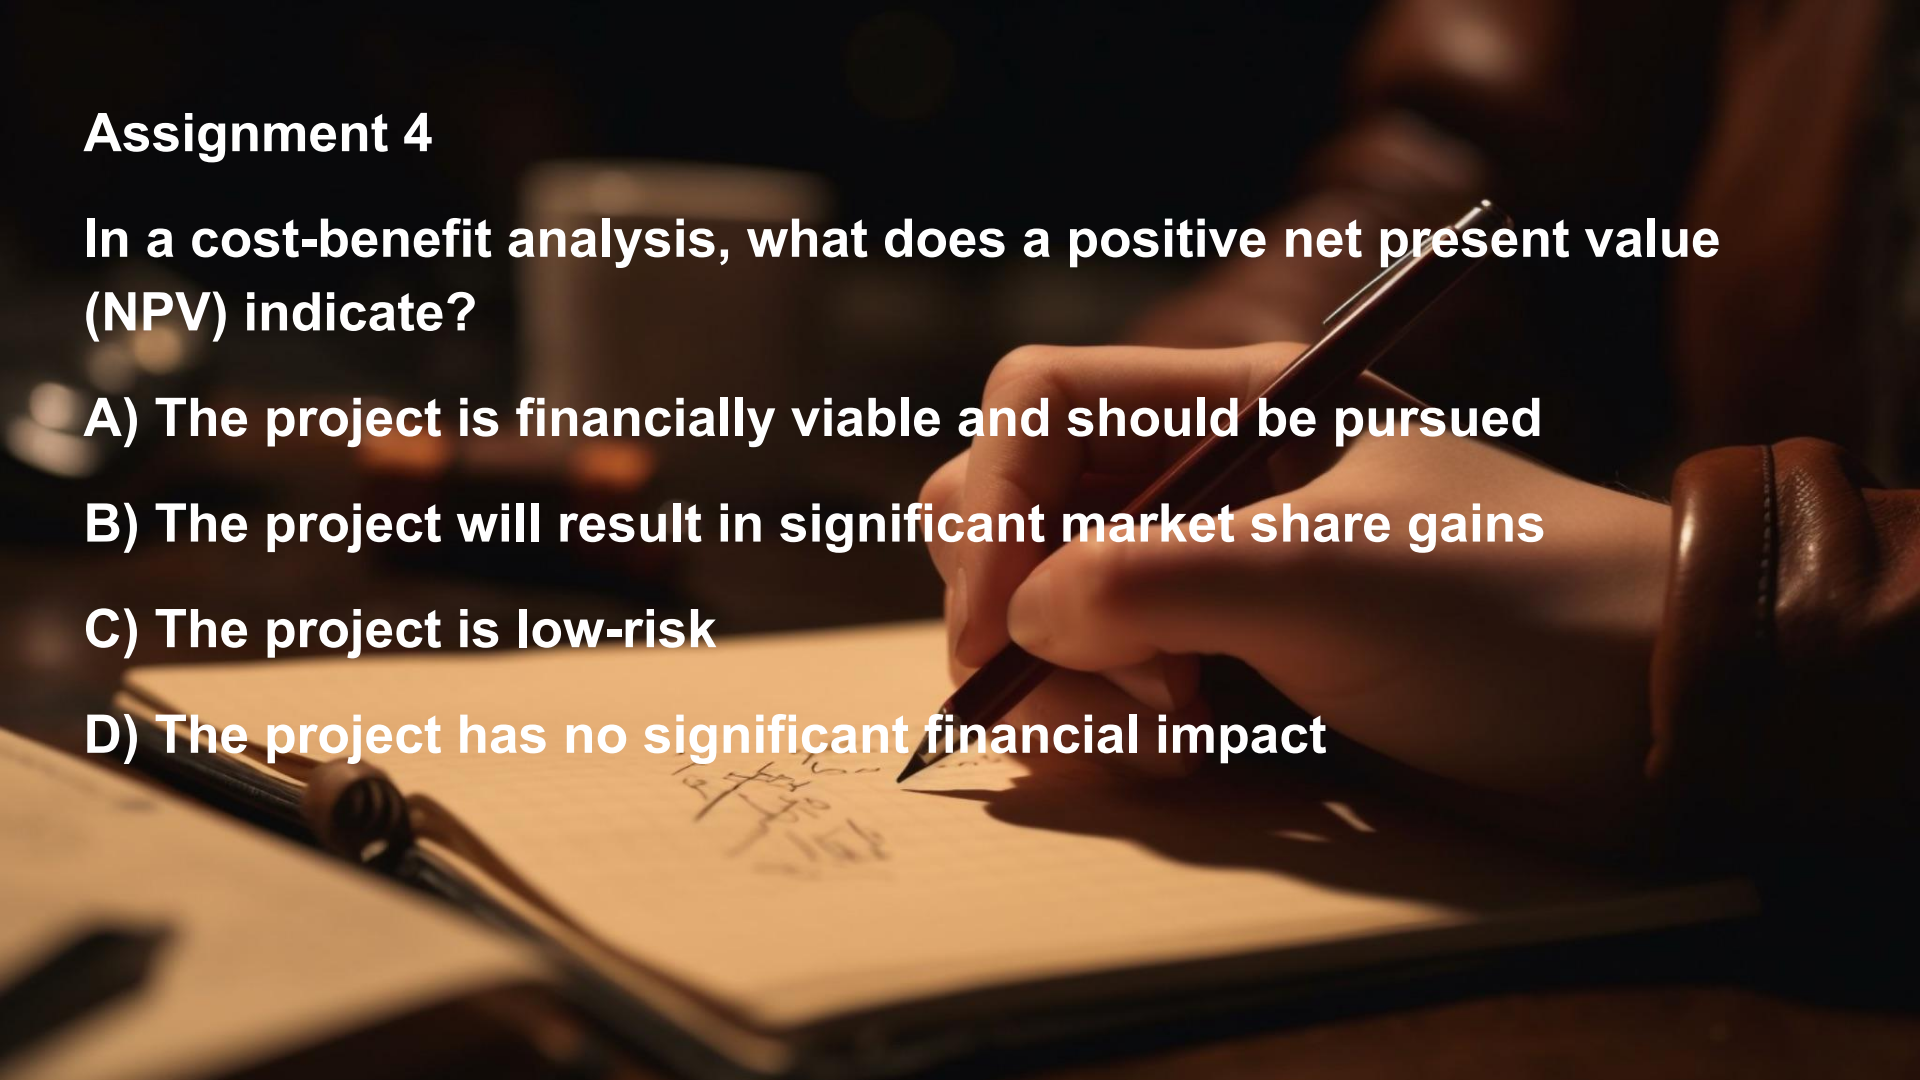 Assignment 4
In a cost-benefit analysis, what does a positive net present value
(NPV) indicate?
A) The project is financially viable and should be pursued
B) The project will result in significant market share gains
C) The project is low-risk
D) The project has no significant financial impact